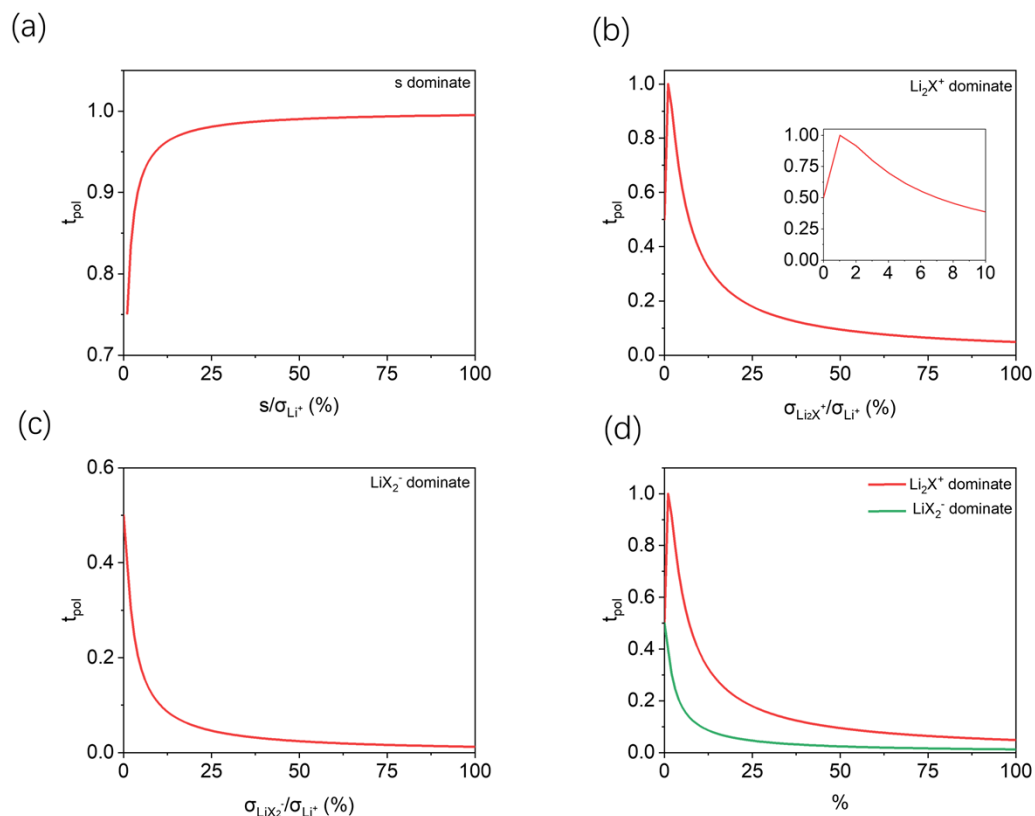 (a)
s dominate
t_pol
1.0
0.9
0.8
0.7
0
25
50
75
100
s/σ_Li⁺ (%)
(b)
Li₂X⁺ dominate
t_pol
1.0
0.8
0.6
0.4
0.2
0.0
1.00
0.75
0.50
0.25
0.00
0 2 4 6 8 10
0 25 50 75 100
σ_Li₂X⁺/σ_Li⁺ (%)
(c)
LiX₂⁻ dominate
t_pol
0.6
0.4
0.2
0.0
0 25 50 75 100
σ_LiX₂⁻/σ_Li⁺ (%)
(d)
Li₂X⁺ dominate
LiX₂⁻ dominate
t_pol
1.0
0.8
0.6
0.4
0.2
0.0
0 25 50 75 100
%